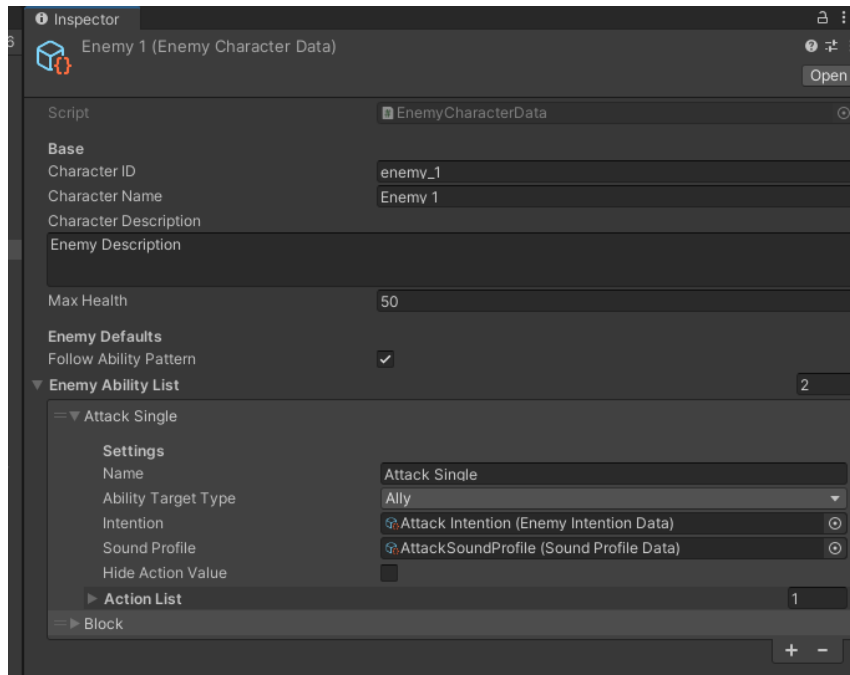 Inspector
6
Enemy 1 (Enemy Character Data)
Open
Script EnemyCharacterData
Base
Character ID enemy_1
Character Name Enemy 1
Character Description
Enemy Description
Max Health 50
Enemy Defaults
Follow Ability Pattern
Enemy Ability List 2
Attack Single
Settings
Name Attack Single
Ability Target Type Ally
Intention Attack Intention (Enemy Intention Data)
Sound Profile AttackSoundProfile (Sound Profile Data)
Hide Action Value
Action List 1
Block
+ -